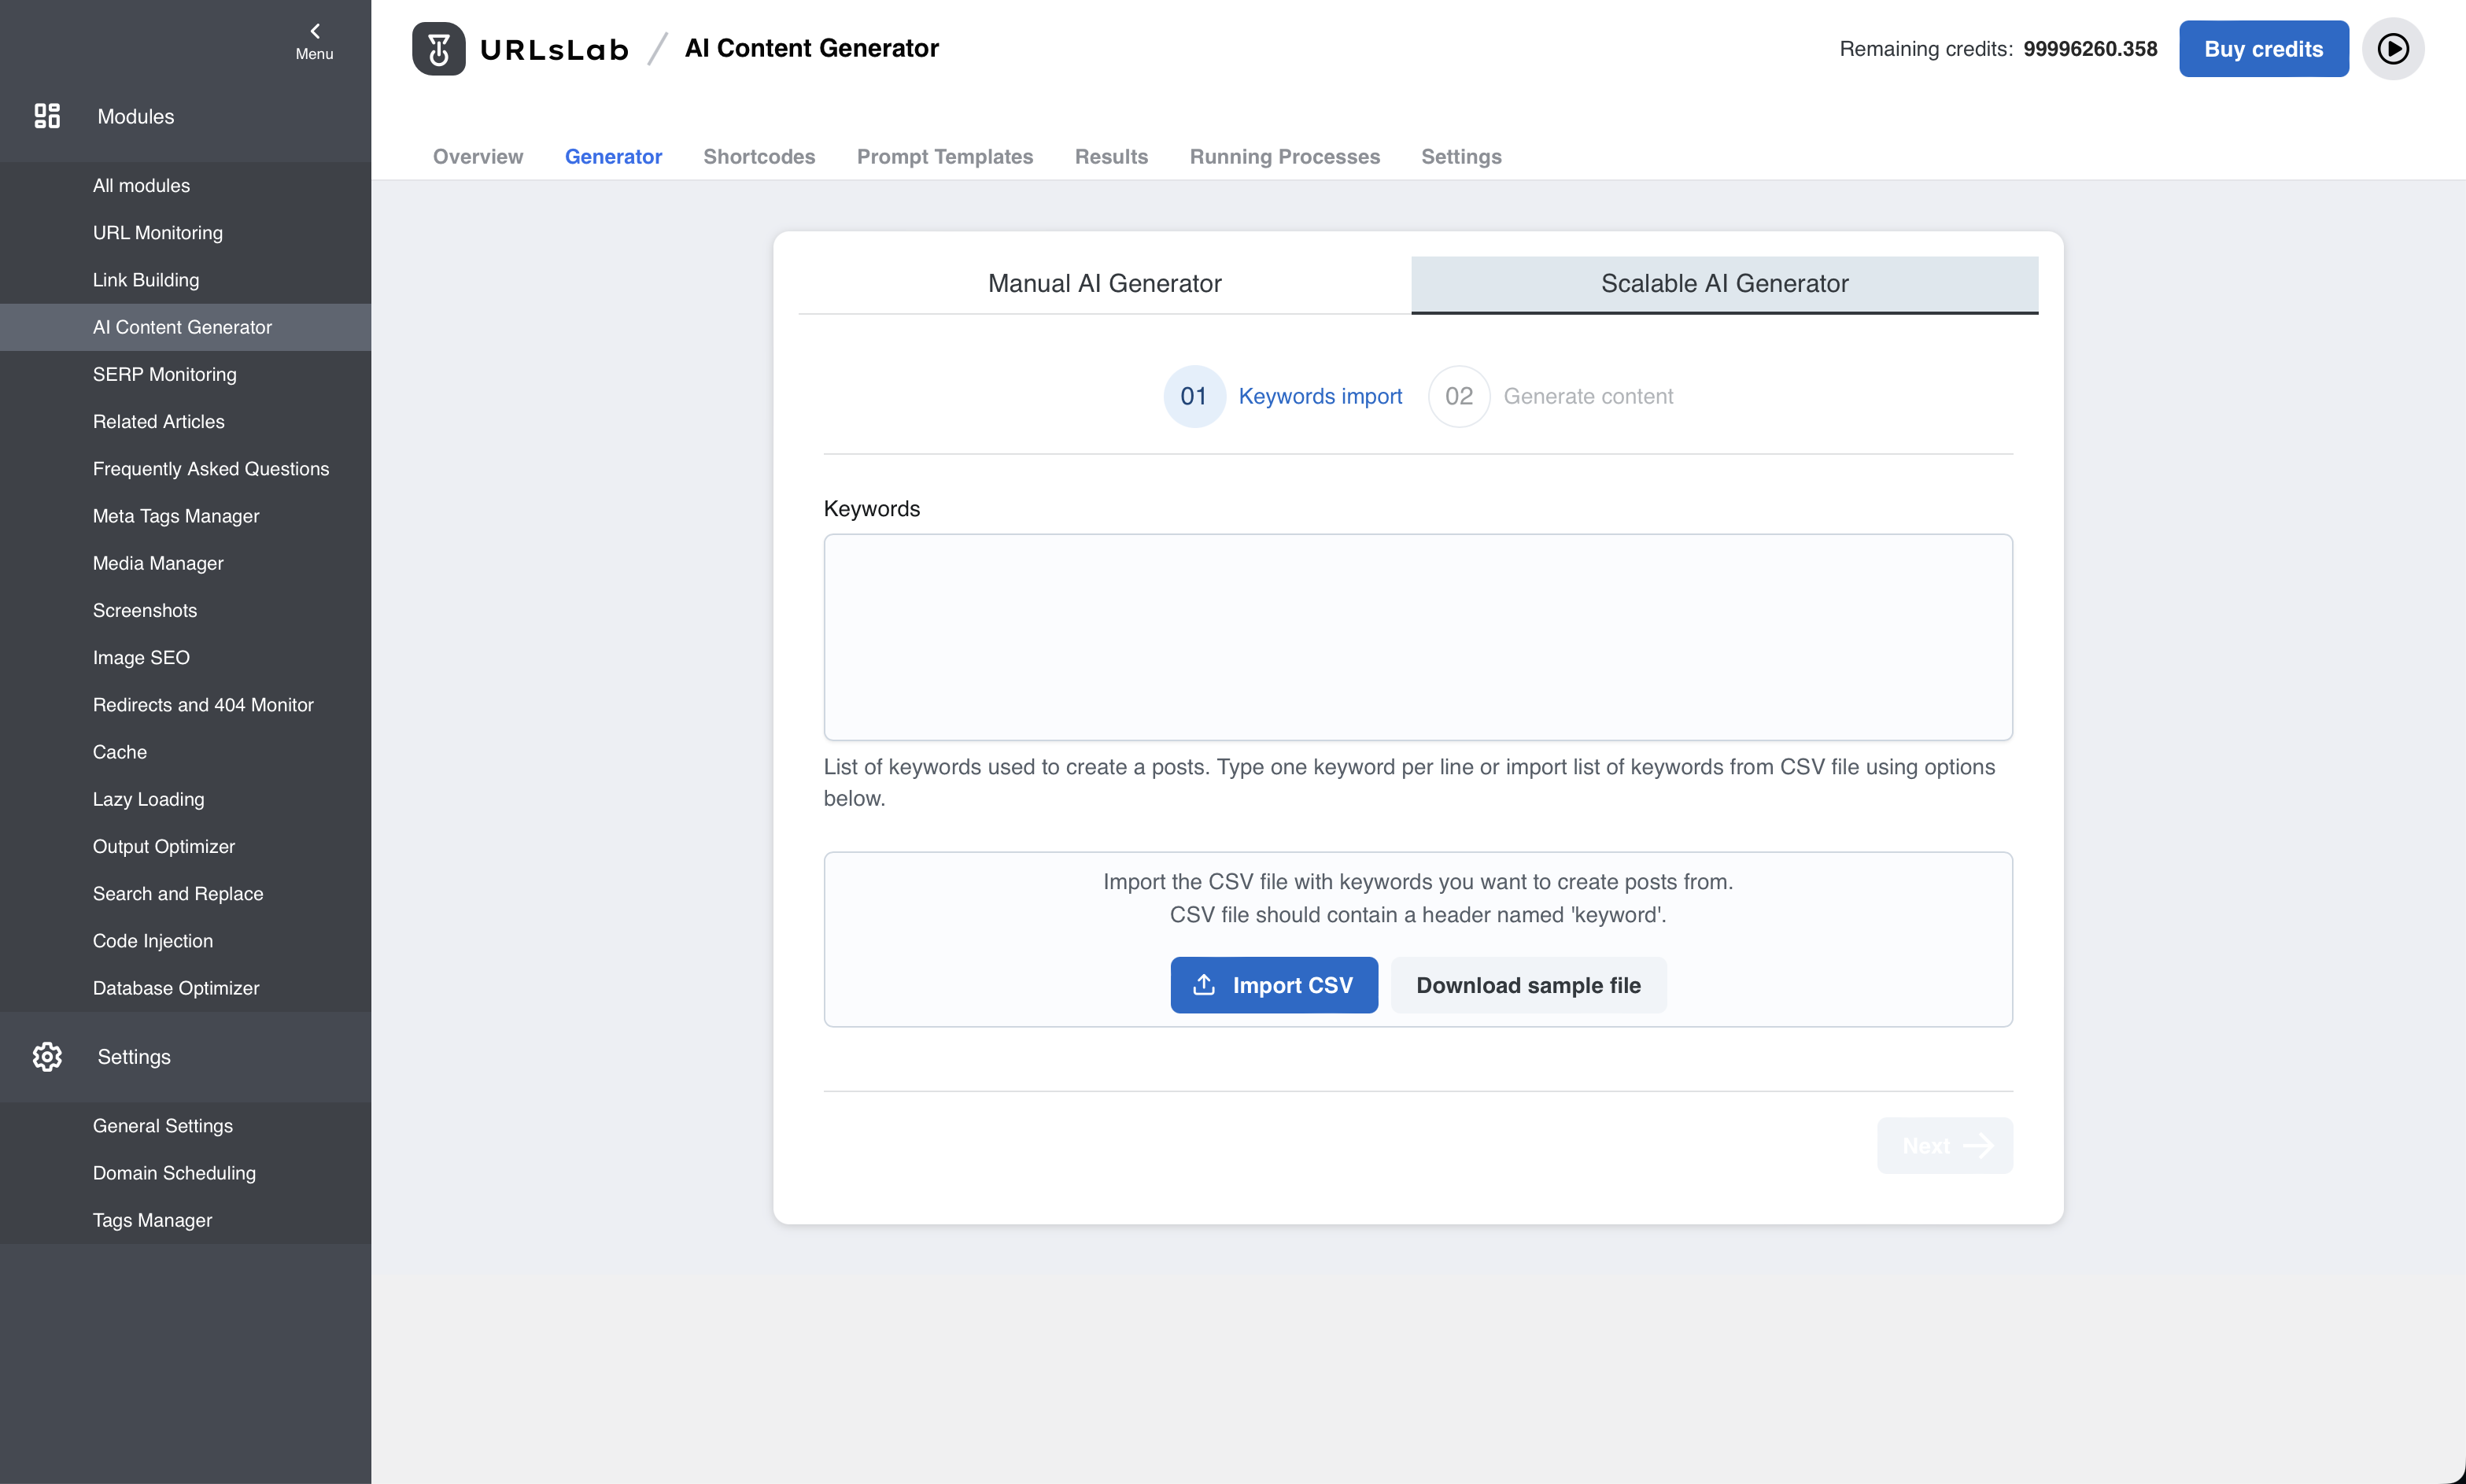 Menu
Modules
All modules
URL Monitoring
Link Building
AI Content Generator
SERP Monitoring
Related Articles
Frequently Asked Questions
Meta Tags Manager
Media Manager
Screenshots
Image SEO
Redirects and 404 Monitor
Cache
Lazy Loading
Output Optimizer
Search and Replace
Code Injection
Database Optimizer
Settings
General Settings
Domain Scheduling
Tags Manager
URLsLab / AI Content Generator
Remaining credits: 99996260.358
Buy credits
Overview Generator Shortcodes Prompt Templates Results Running Processes Settings
Manual AI Generator Scalable AI Generator
01 Keywords import 02 Generate content
Keywords
List of keywords used to create a posts. Type one keyword per line or import list of keywords from CSV file using options
below.
Import the CSV file with keywords you want to create posts from.
CSV file should contain a header named 'keyword'.
Import CSV Download sample file
Next